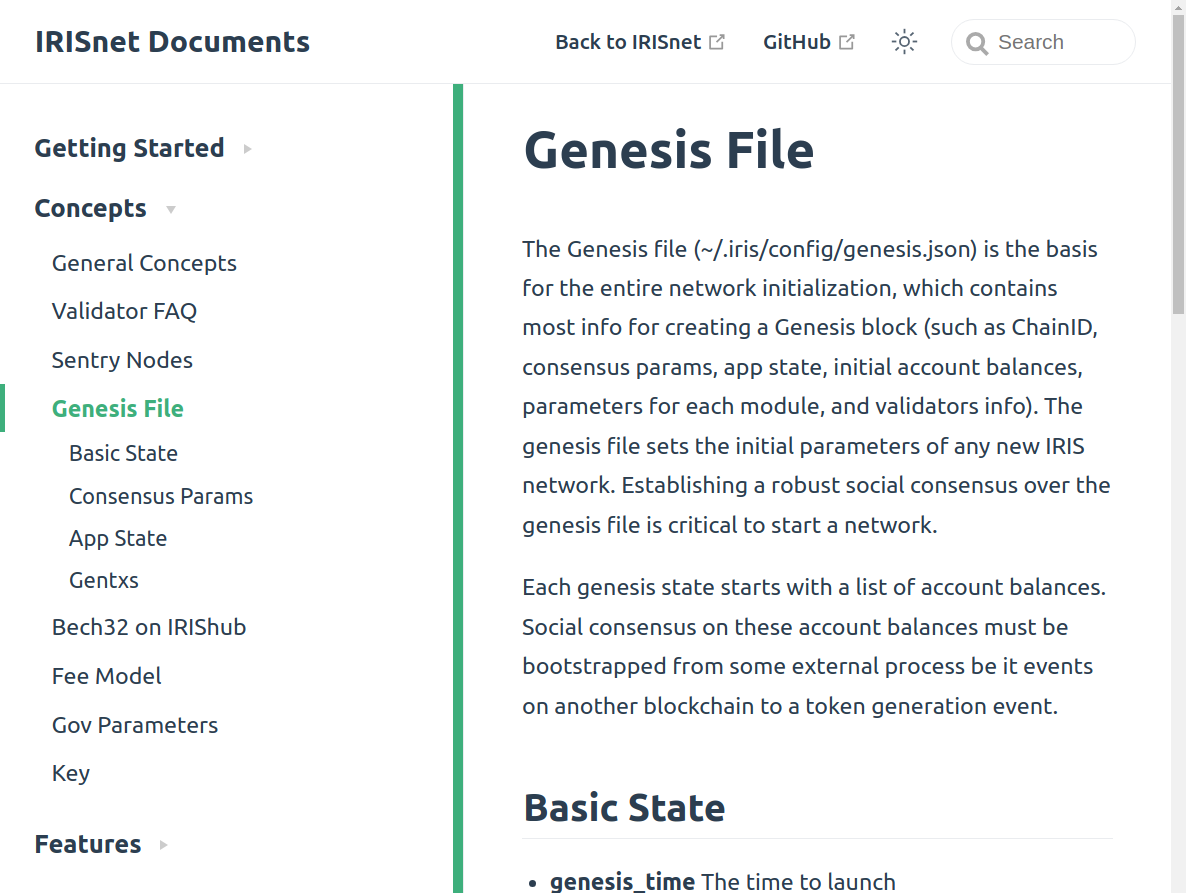 IRISnet Documents
Back to IRISnet
GitHub
Search
Getting Started
Concepts
General Concepts
Validator FAQ
Sentry Nodes
Genesis File
Basic State
Consensus Params
App State
Gentxs
Bech32 on IRIShub
Fee Model
Gov Parameters
Key
Features
Genesis File
The Genesis file (~/.iris/config/genesis.json) is the basis
for the entire network initialization, which contains
most info for creating a Genesis block (such as ChainID,
consensus params, app state, initial account balances,
parameters for each module, and validators info). The
genesis file sets the initial parameters of any new IRIS
network. Establishing a robust social consensus over the
genesis file is critical to start a network.
Each genesis state starts with a list of account balances.
Social consensus on these account balances must be
bootstrapped from some external process be it events
on another blockchain to a token generation event.
Basic State
• genesis_time The time to launch